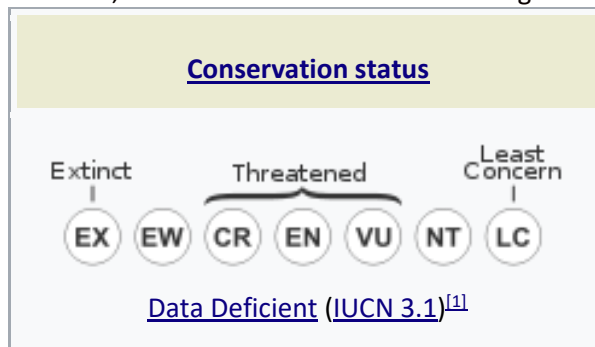 Conservation status
Extinct
Threatened
Least
Concern
EX EW CR EN VU NT LC
Data Deficient (IUCN 3.1)[1]